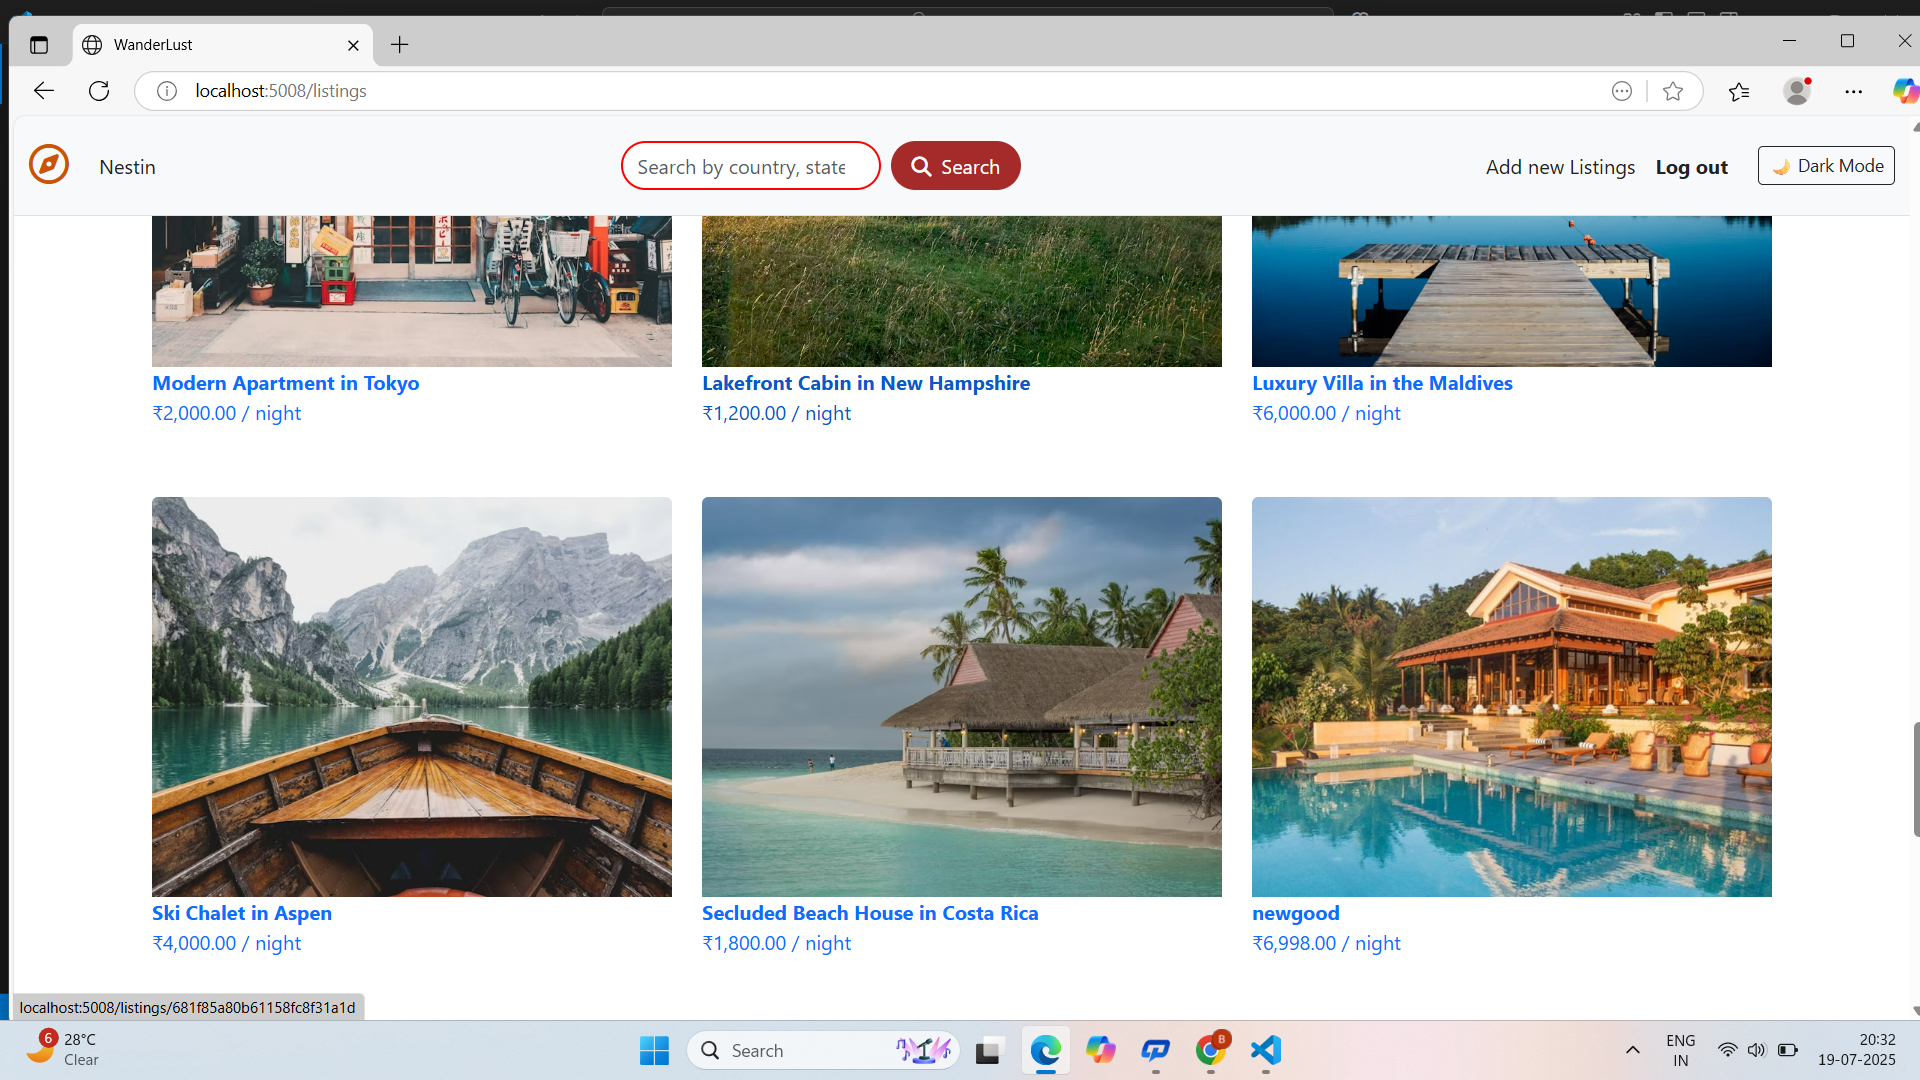 WanderLust
localhost:5008/listings
Nestin
Search by country, state
Search
Add new Listings
Log out
Dark Mode
Modern Apartment in Tokyo
₹2,000.00 / night
Lakefront Cabin in New Hampshire
₹1,200.00 / night
Luxury Villa in the Maldives
₹6,000.00 / night
Ski Chalet in Aspen
₹4,000.00 / night
Secluded Beach House in Costa Rica
₹1,800.00 / night
newgood
₹6,998.00 / night
localhost:5008/listings/681f85a80b61158fc8f31a1d
6
28°C
Clear
Search
B
ENG
IN
20:32
19-07-2025